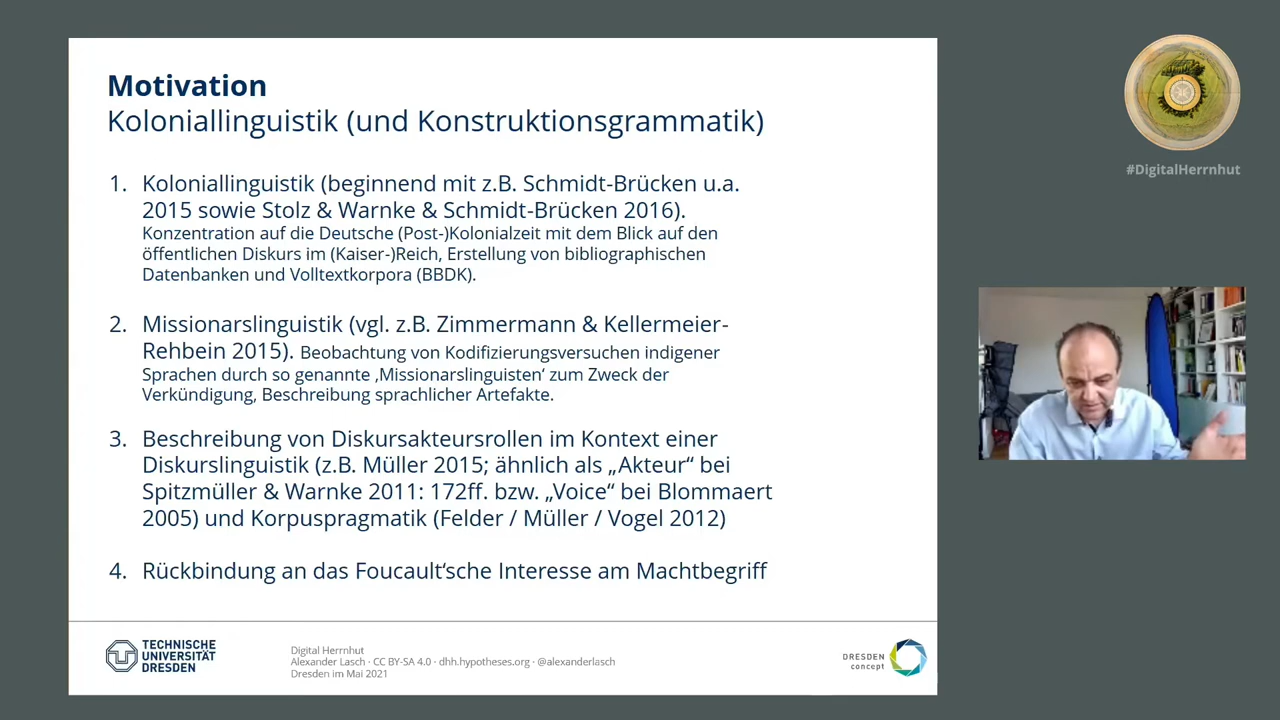 Motivation
Koloniallinguistik (und Konstruktionsgrammatik)
1. Koloniallinguistik (beginnend mit z.B. Schmidt-Brücken u.a.
2015 sowie Stolz & Warnke & Schmidt-Brücken 2016).
Konzentration auf die Deutsche (Post-)Kolonialzeit mit dem Blick auf den
öffentlichen Diskurs im (Kaiser-)Reich, Erstellung von bibliographischen
Datenbanken und Volltextkorpora (BBDK).
2. Missionarslinguistik (vgl. z.B. Zimmermann & Kellermeier-
Rehbein 2015). Beobachtung von Kodifizierungsversuchen indigener
Sprachen durch so genannte ‚Missionarslinguisten‘ zum Zweck der
Verkündigung, Beschreibung sprachlicher Artefakte.
3. Beschreibung von Diskursakteursrollen im Kontext einer
Diskurslinguistik (z.B. Müller 2015; ähnlich als „Akteur“ bei
Spitzmüller & Warnke 2011: 172ff. bzw. „Voice“ bei Blommaert
2005) und Korpuspragmatik (Felder / Müller / Vogel 2012)
4. Rückbindung an das Foucault‘sche Interesse am Machtbegriff
TECHNISCHE
UNIVERSITÄT
DRESDEN
Digital Herrnhut
Alexander Lasch · CC BY-SA 4.0 · dhh.hypotheses.org · @alexanderlasch
Dresden im Mai 2021
DRESDEN
concept
#DigitalHerrnhut